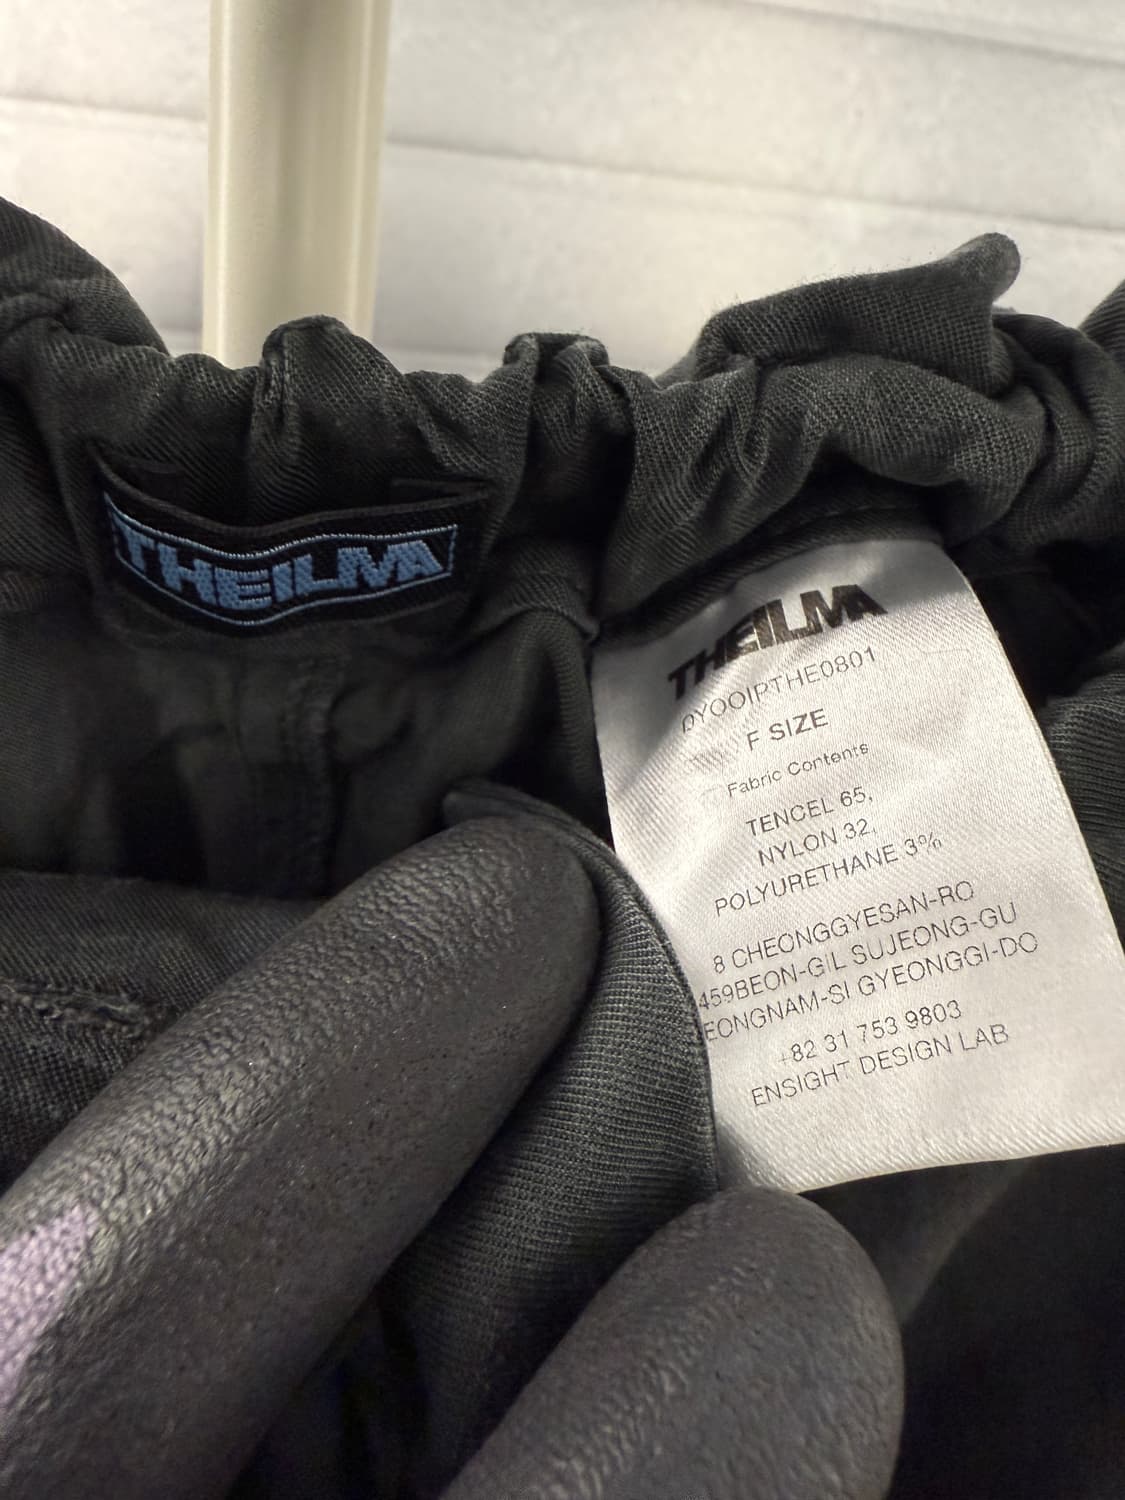 THEILMA
THEILMA
DYOOIPTHE0801
F SIZE
Fabric Contents
TENCEL 65,
NYLON 32,
POLYURETHANE 3%
8 CHEONGGYESAN-RO
459BEON-GIL SUJEONG-GU
EONGNAM-SI GYEONGGI-DO
+82 31 753 9803
ENSIGHT DESIGN LAB